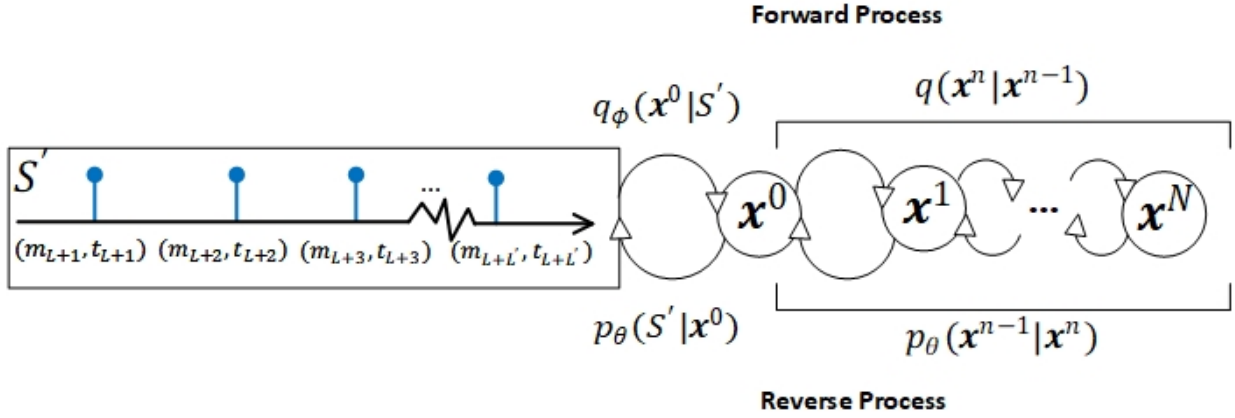 Forward Process
q(x^{n}|x^{n-1})
q_ϕ(x^0|S′)
S′
...
(m_{L+1}, t_{L+1}) (m_{L+2}, t_{L+2}) (m_{L+3}, t_{L+3}) (m_{L+L′}, t_{L+L′})
x^0 x^1 ... x^N
p_θ(S′|x^0)
p_θ(x^{n-1}|x^n)
Reverse Process